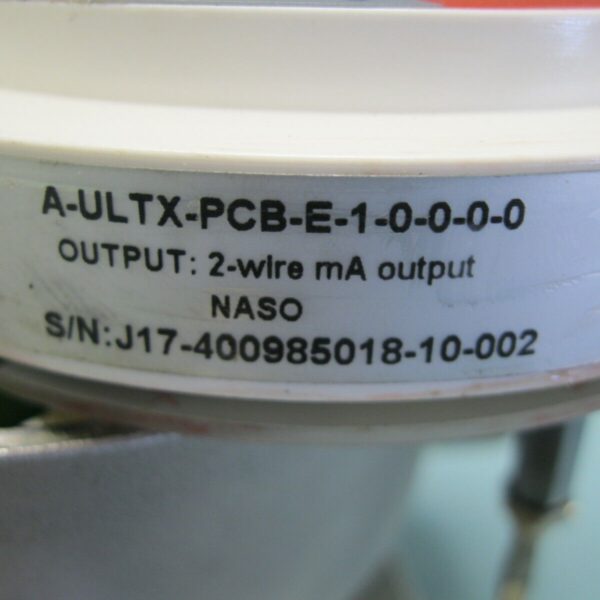 A-ULTX-PCB-E-1-0-0-0-0
OUTPUT: 2-wire mA output
NASO
S/N:J17-400985018-10-002